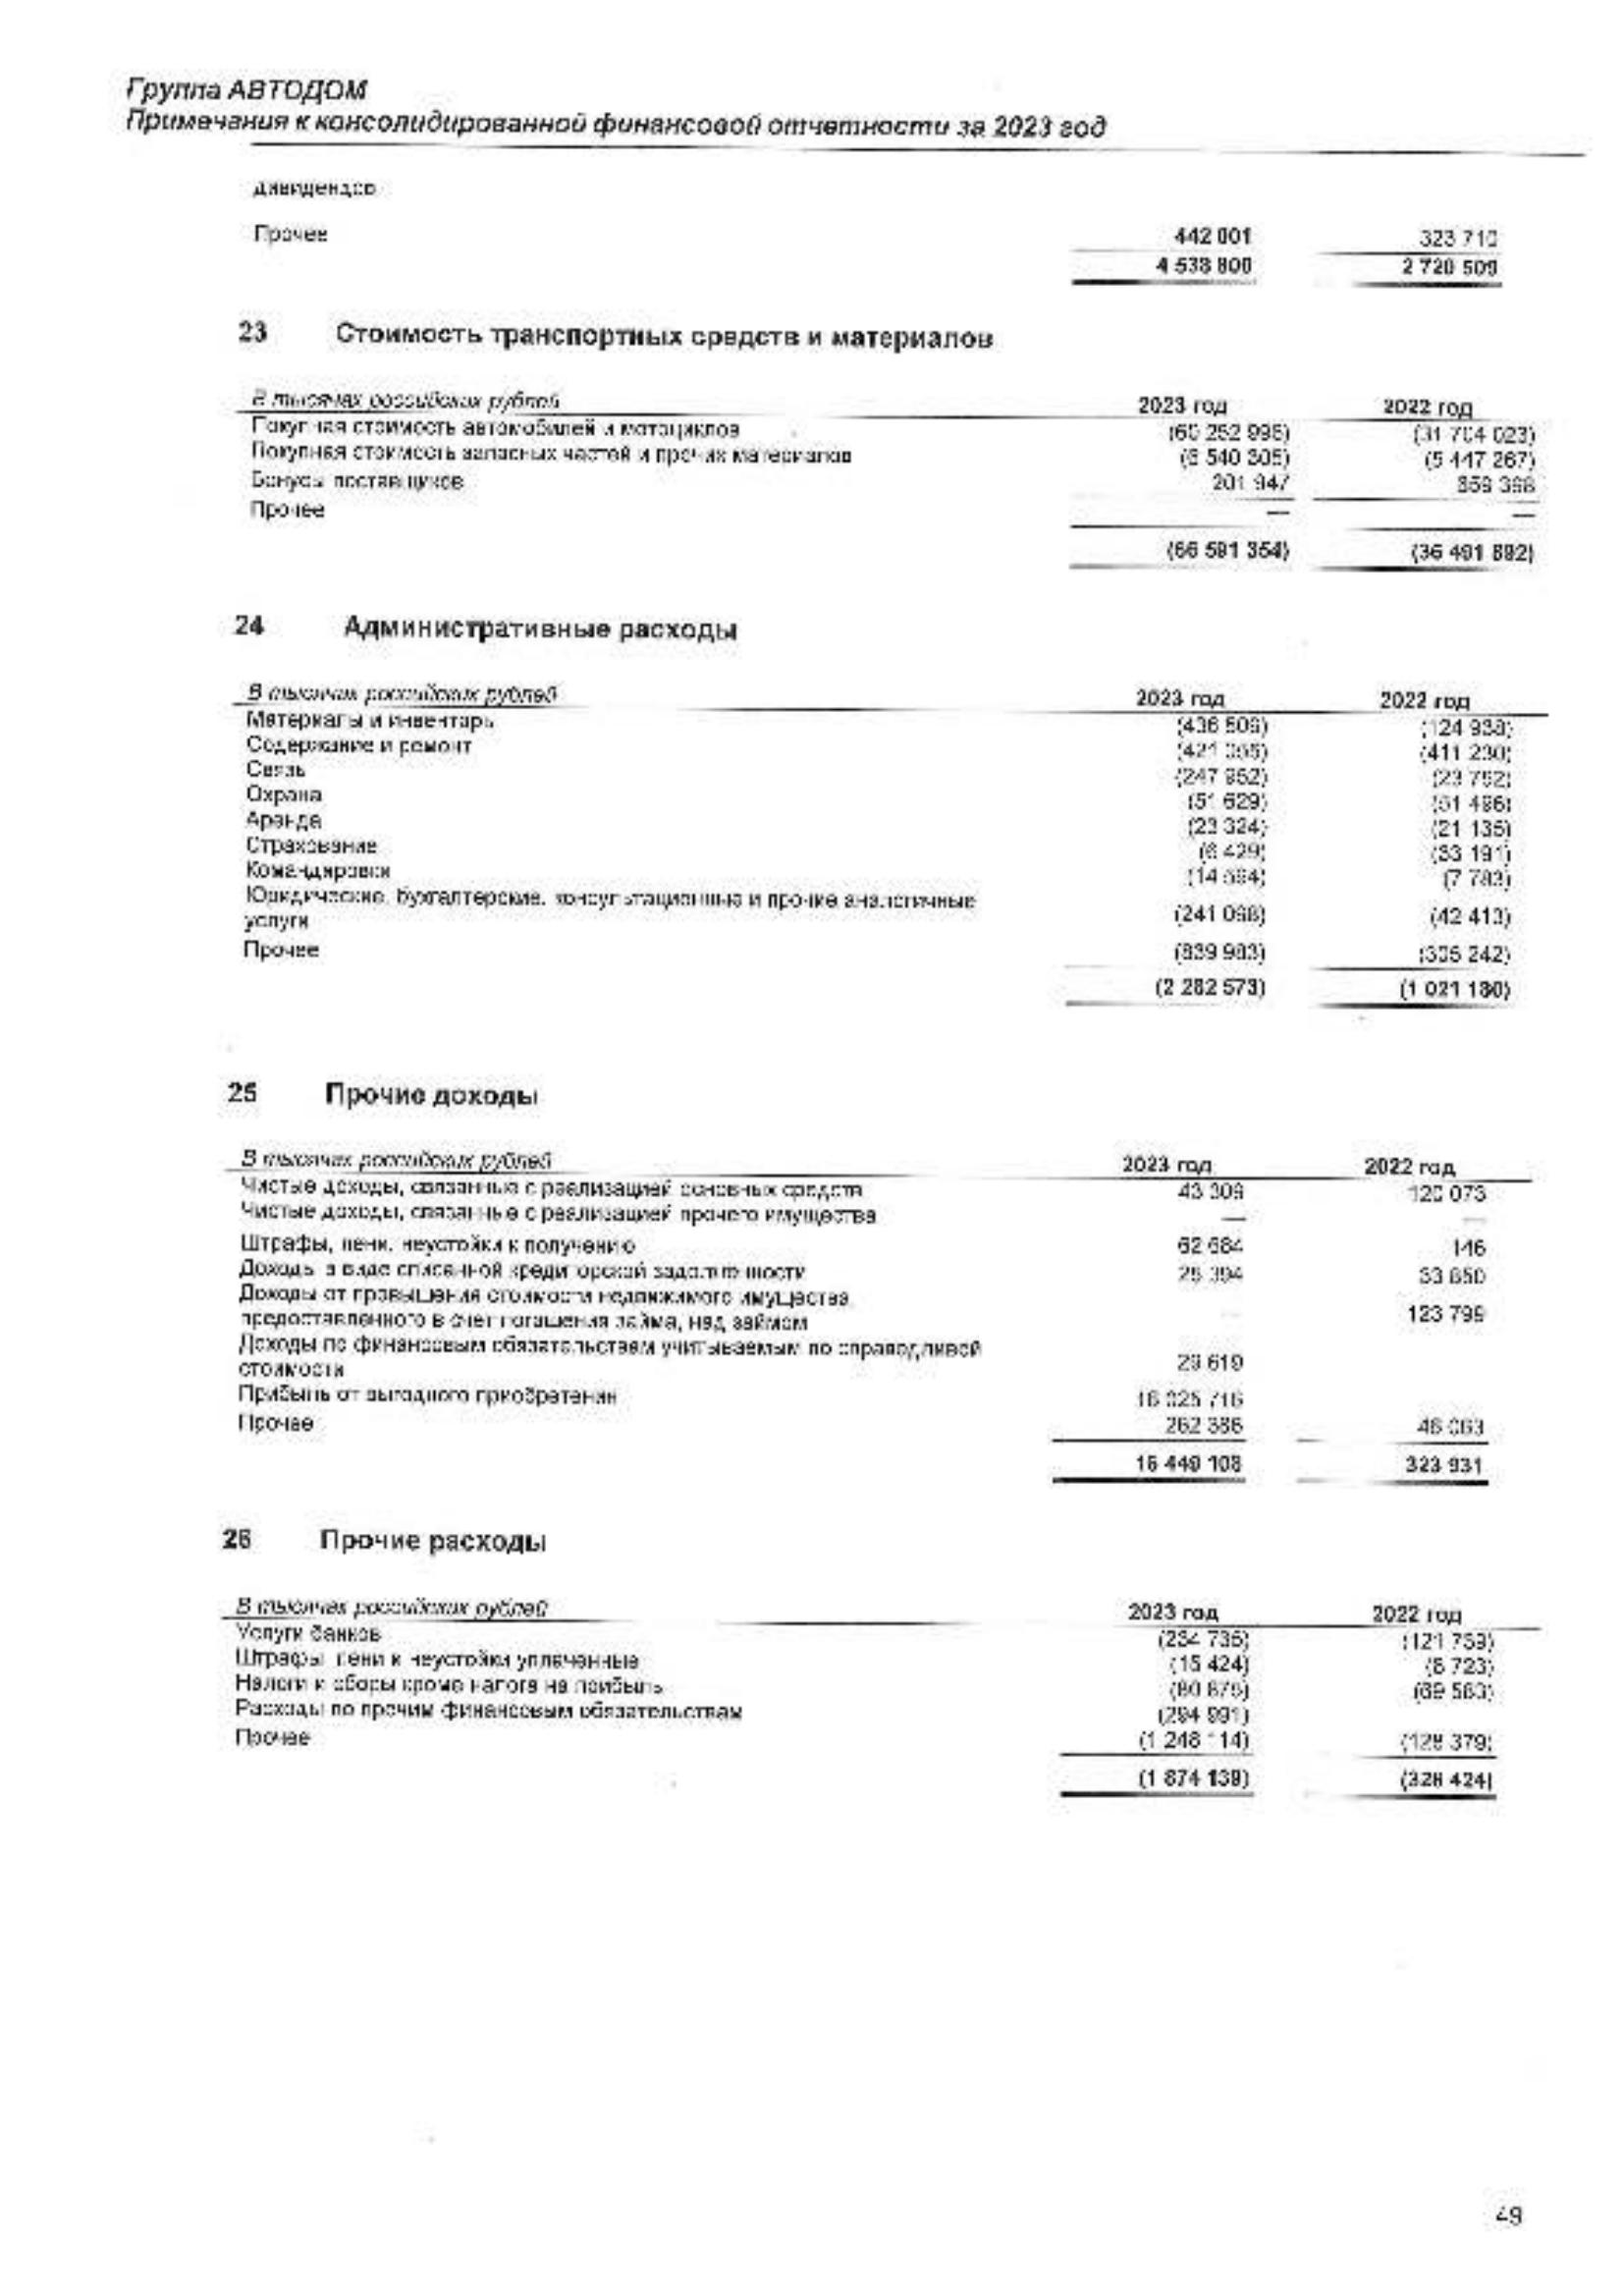 Группа АВТОДОМ
Примечания к консолидированной финансовой отчетности за 2023 год
дивидендов
Прочее 442 001 323 710
4 538 800 2 720 509
23 Стоимость транспортных средств и материалов
В тысячах российских рублей 2023 год 2022 год
Покупная стоимость автомобилей и мотоциклов (60 252 996) (31 704 023)
Покупная стоимость запасных частей и прочих материалов (6 540 305) (5 447 267)
Бонусы поставщиков 201 947 659 398
Прочее — —
(66 591 354) (36 491 892)
24 Административные расходы
В тысячах российских рублей 2023 год 2022 год
Материалы и инвентарь (436 509) (124 938)
Содержание и ремонт (411 230)
Связь (247 952) (23 752)
Охрана (51 629) (51 496)
Аренда (23 324) (21 135)
Страхование (6 429) (33 191)
Командировки (7 783)
Юридические, бухгалтерские, консультационные и прочие аналогичные
услуги (241 098) (42 413)
Прочее (839 983) (305 242)
(2 282 573) (1 021 180)
25 Прочие доходы
В тысячах российских рублей 2023 год 2022 год
Чистые доходы, связанные с реализацией основных средств 43 309 120 073
Чистые доходы, связанные с реализацией прочего имущества — —
Штрафы, пени, неустойки к получению 62 684 146
Доходы в виде списанной кредиторской задолженности 25 394 33 850
Доходы от превышения стоимости недвижимого имущества,
предоставленного в счет погашения займа, над займом — 123 799
Доходы по финансовым обязательствам учитываемым по справедливой
стоимости 29 619
Прибыль от выгодного приобретения 16 025 716
Прочее 262 386 46 063
16 449 108 323 931
26 Прочие расходы
В тысячах российских рублей 2023 год 2022 год
Услуги банков (234 735) (121 759)
Штрафы, пени и неустойки уплаченные (15 424) (8 723)
Налоги и сборы кроме налога на прибыль (80 875) (69 563)
Расходы по прочим финансовым обязательствам (294 991)
Прочее (1 248 114) (128 379)
(1 874 139) (328 424)
49